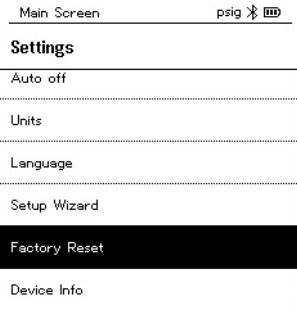 Main Screen psig
Settings
Auto off
Units
Language
Setup Wizard
Factory Reset
Device Info